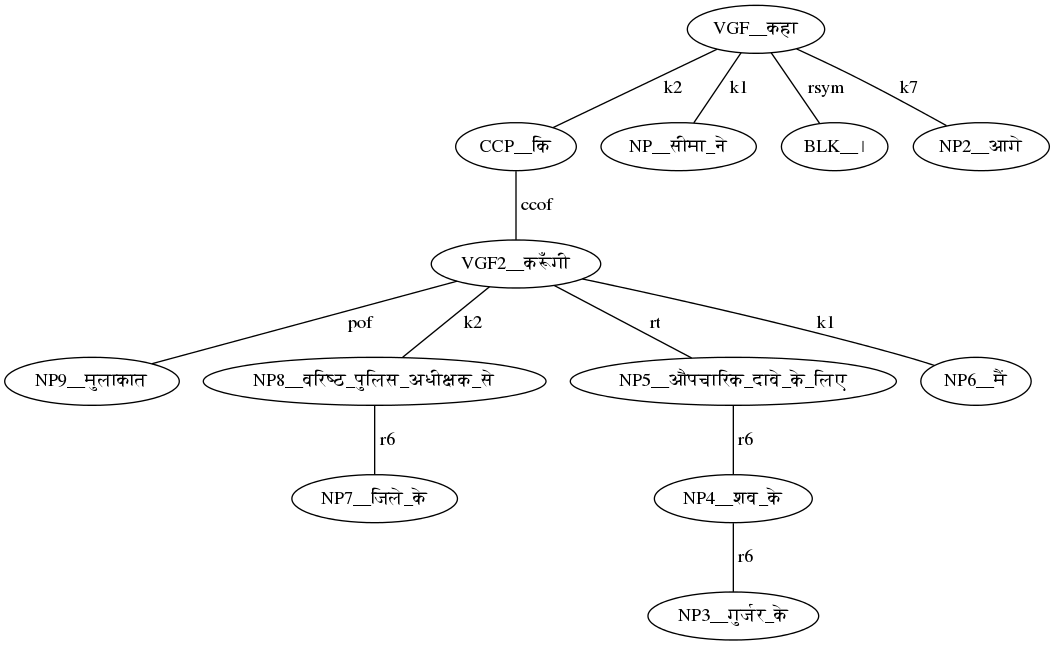 VGF__कहा
k2 k1 rsym k7
CCP__कि NP__सीमा_ने BLK__। NP2__आगे
ccof
VGF2__करूँगी
pof k2 rt k1
NP9__मुलाकात NP8__वरिष्ठ_पुलिस_अधीक्षक_से NP5__औपचारिक_दावे_के_लिए NP6__मैं
r6 r6
NP7__जिले_के NP4__शव_के
r6
NP3__गुर्जर_के